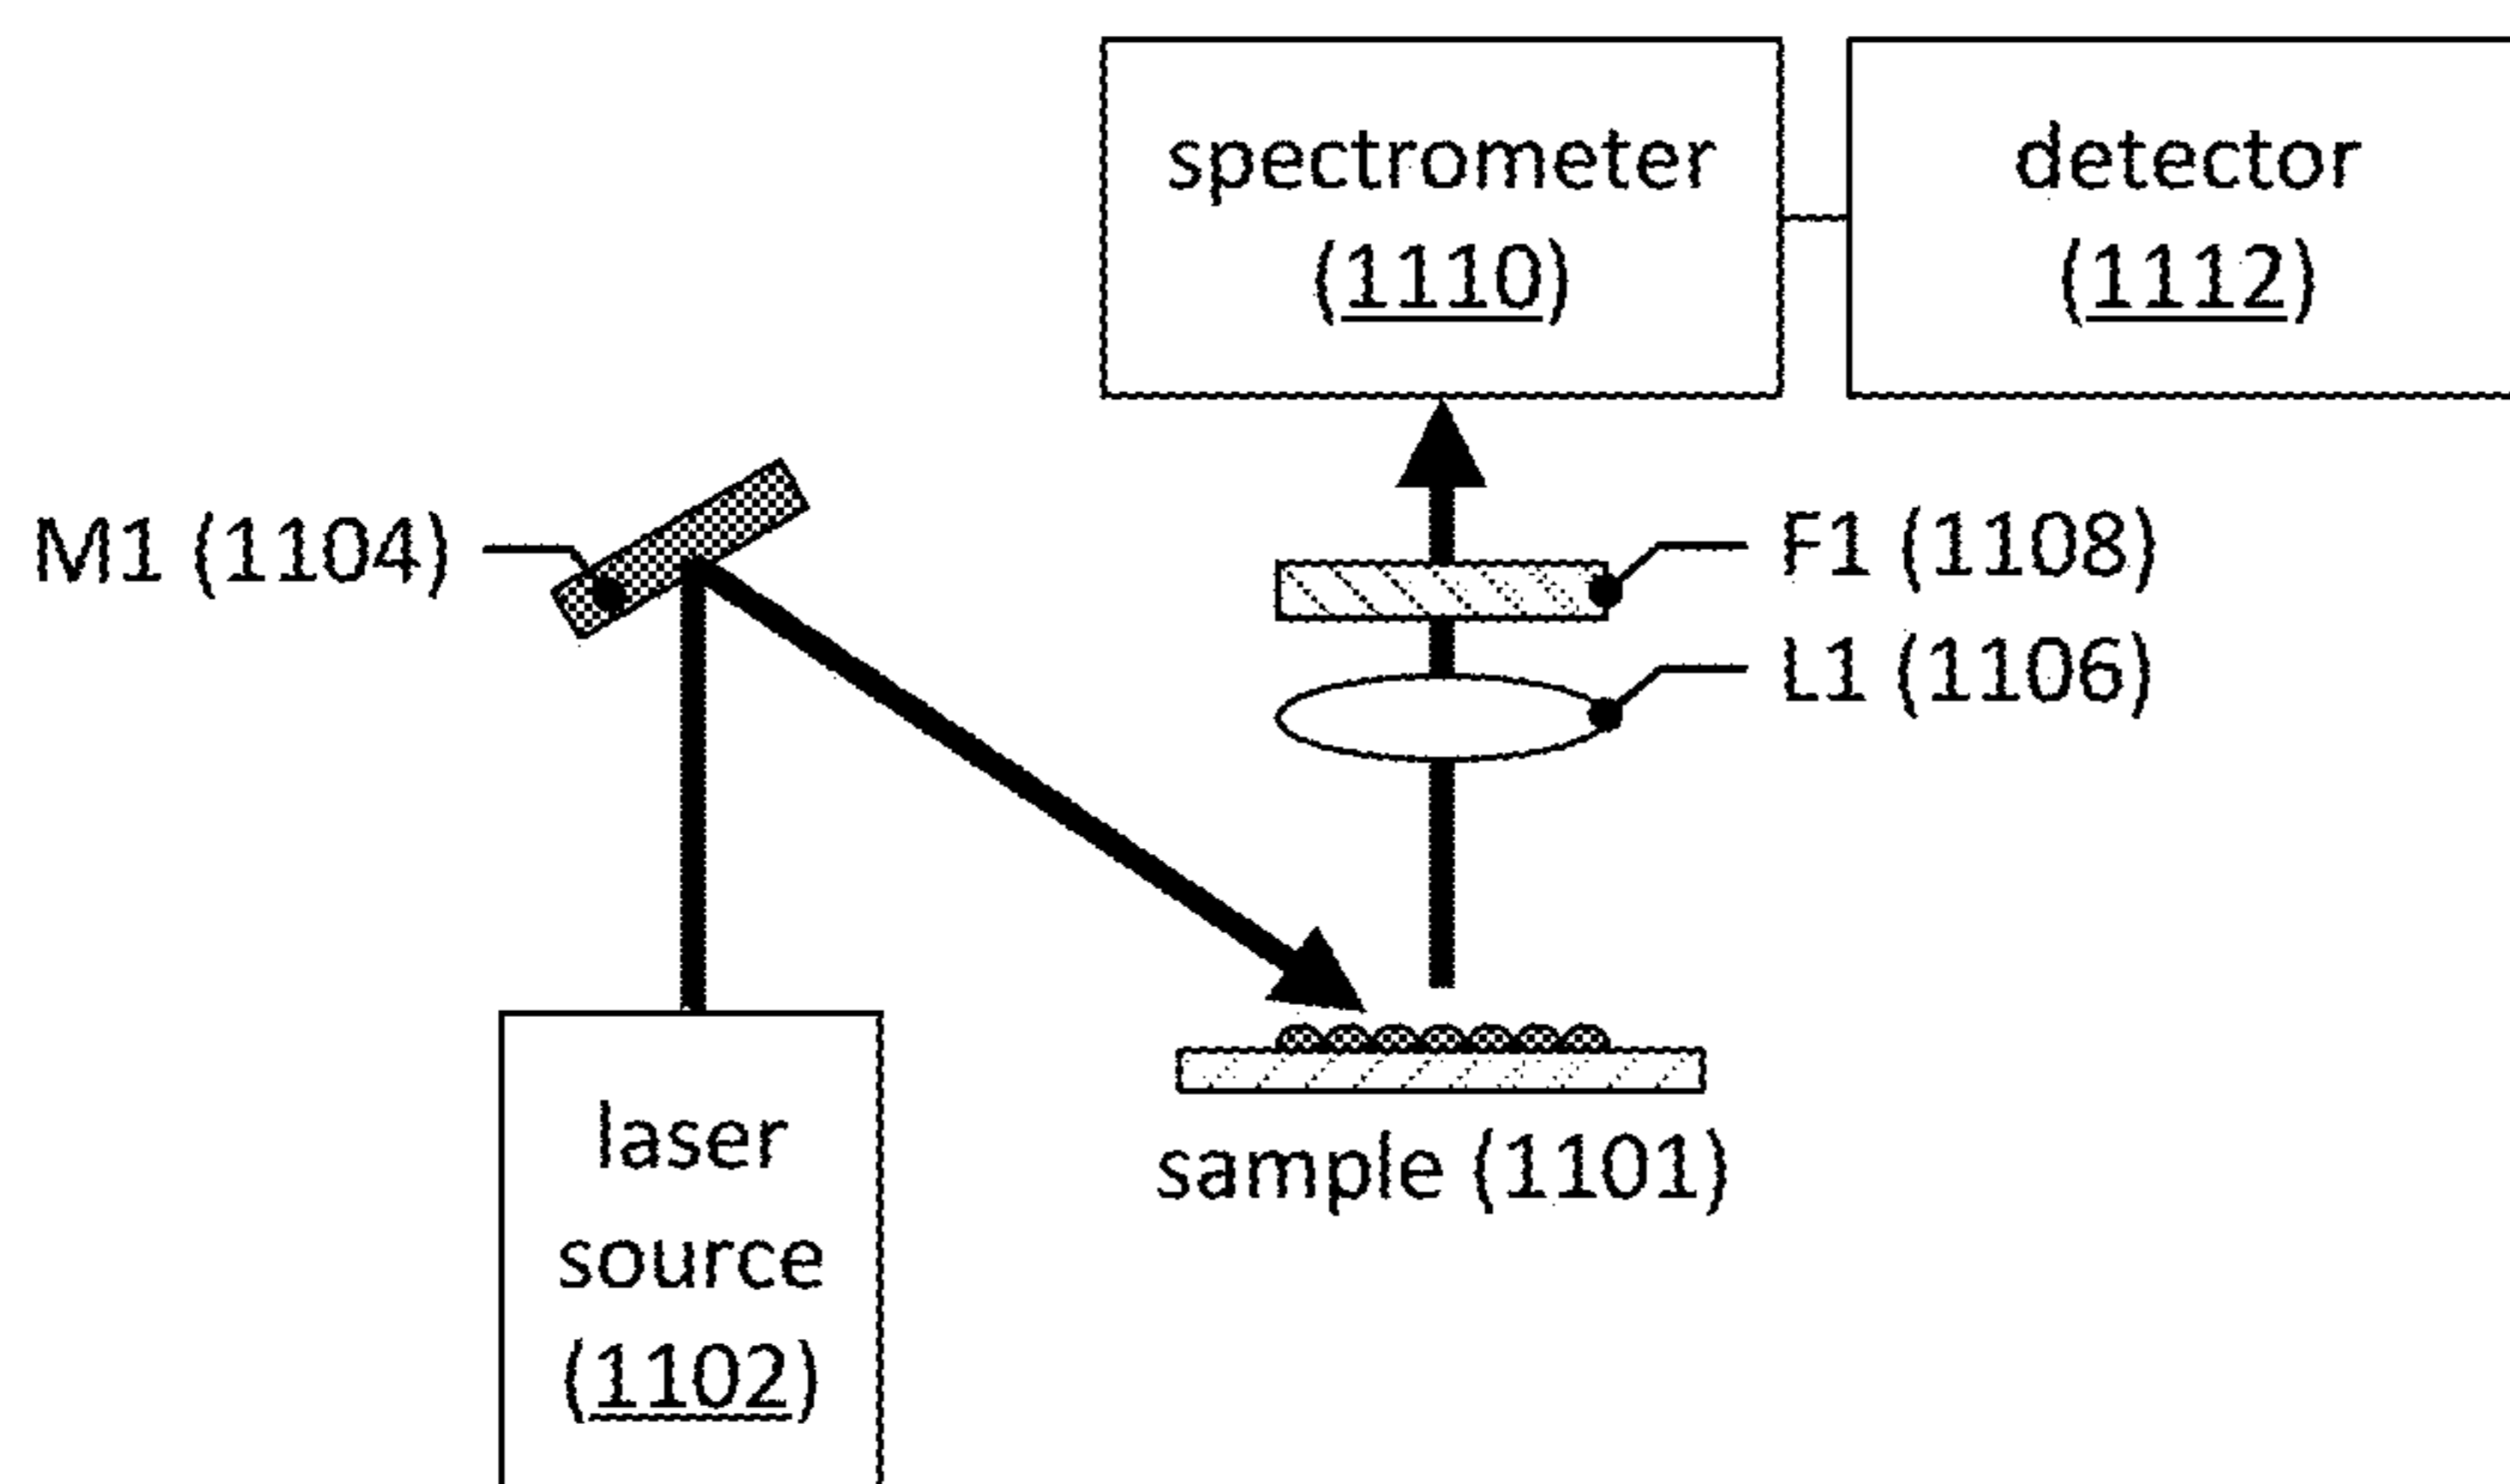 spectrometer
(1110)
detector
(1112)
M1 (1104)
F1 (1108)
L1 (1106)
laser
source
(1102)
sample (1101)